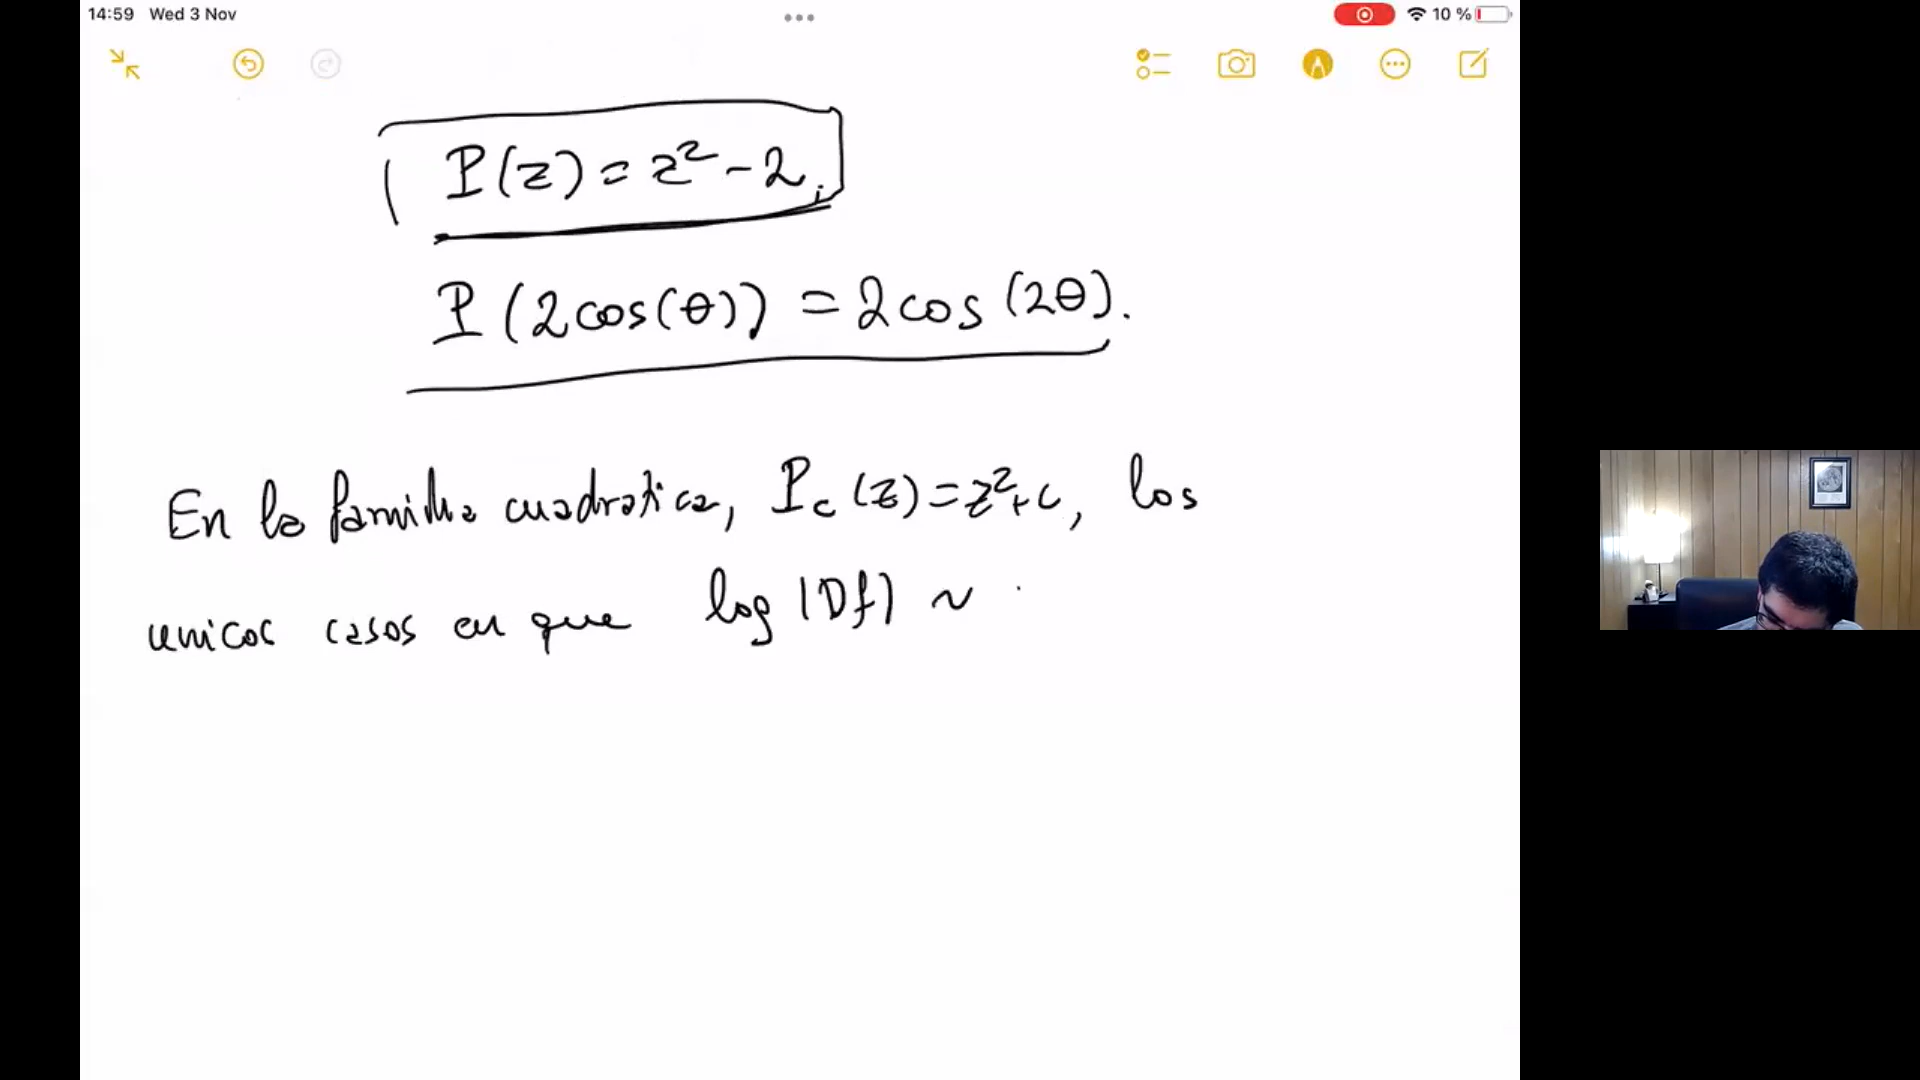 14:59 Wed 3 Nov
10 %
P(z) = z² - 2,
P(2cos(θ)) = 2cos(2θ).
En la familia cuadratica, P_c(z) = z²+c, los
unicos casos en que log |Df| ~